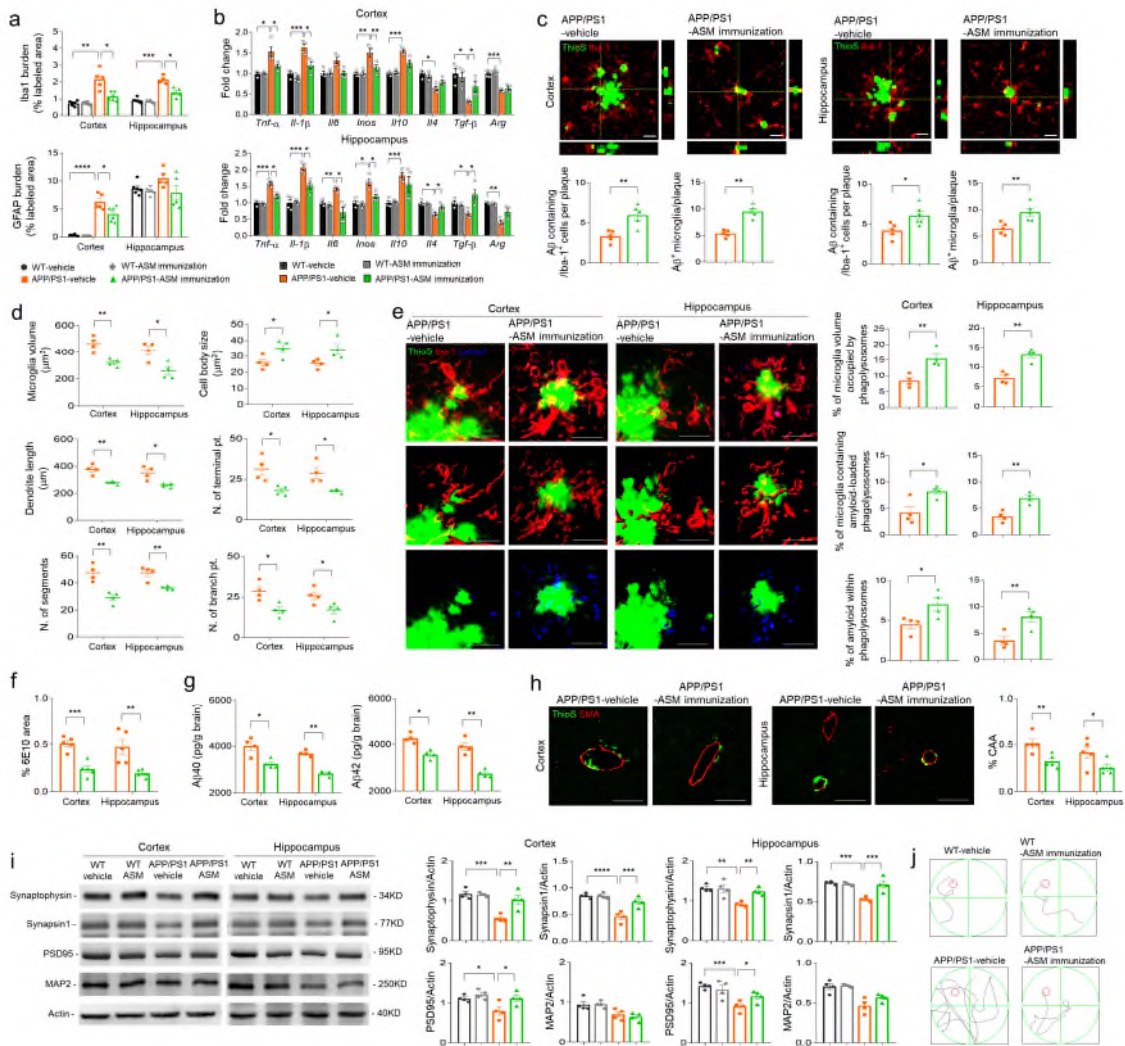 a
Iba1 burden
(% labeled area)
Cortex
Hippocampus
GFAP burden
(% labeled area)
Cortex
Hippocampus
WT-vehicle
WT-ASM immunization
APP/PS1-vehicle
APP/PS1-ASM immunization
b
Cortex
Fold change
Tnf-α Il-1β Il6 Inos Il10 Il4 Tgf-β Arg
Hippocampus
Fold change
Tnf-α Il-1β Il6 Inos Il10 Il4 Tgf-β Arg
WT-vehicle
WT-ASM immunization
APP/PS1-vehicle
APP/PS1-ASM immunization
c
APP/PS1
-vehicle
APP/PS1
-ASM immunization
APP/PS1
-vehicle
APP/PS1
-ASM immunization
ThioS
Cortex
ThioS
Hippocampus
Aβ containing
/Iba-1+ cells per plaque
Aβ+ microglia/plaque
Aβ containing
/Iba-1+ cells per plaque
Aβ+ microglia/plaque
d
Microglia volume
(μm³)
Cortex
Hippocampus
Cell body size
(μm²)
Cortex
Hippocampus
Dendrite length
(μm)
Cortex
Hippocampus
N. of terminal pt.
Cortex
Hippocampus
N. of segments
Cortex
Hippocampus
N. of branch pt.
Cortex
Hippocampus
e
Cortex
Hippocampus
APP/PS1
-vehicle
APP/PS1
-ASM immunization
APP/PS1
-vehicle
APP/PS1
-ASM immunization
ThioS
Cortex
Hippocampus
% of microglia volume
occupied by
phagolysosomes
% of microglia containing
amyloid-loaded
phagolysosomes
% of amyloid within
phagolysosomes
f
% 6E10 area
Cortex
Hippocampus
g
Aβ40 (pg/g brain)
Cortex
Hippocampus
Aβ42 (pg/g brain)
Cortex
Hippocampus
h
APP/PS1-vehicle
APP/PS1
-ASM immunization
APP/PS1-vehicle
APP/PS1
-ASM immunization
ThioS SMA
Cortex
Hippocampus
% CAA
Cortex
Hippocampus
i
Cortex
Hippocampus
WT WT APP/PS1 APP/PS1
vehicle ASM vehicle ASM
WT WT APP/PS1 APP/PS1
vehicle ASM vehicle ASM
Synaptophysin - 34KD
Synapsin1 - 77KD
PSD95 - 95KD
MAP2 - 250KD
Actin - 40KD
Cortex
Synaptophysin/Actin
Synapsin1/Actin
PSD95/Actin
MAP2/Actin
Hippocampus
Synaptophysin/Actin
Synapsin1/Actin
PSD95/Actin
MAP2/Actin
j
WT-vehicle
WT
-ASM immunization
APP/PS1-vehicle
APP/PS1
-ASM immunization